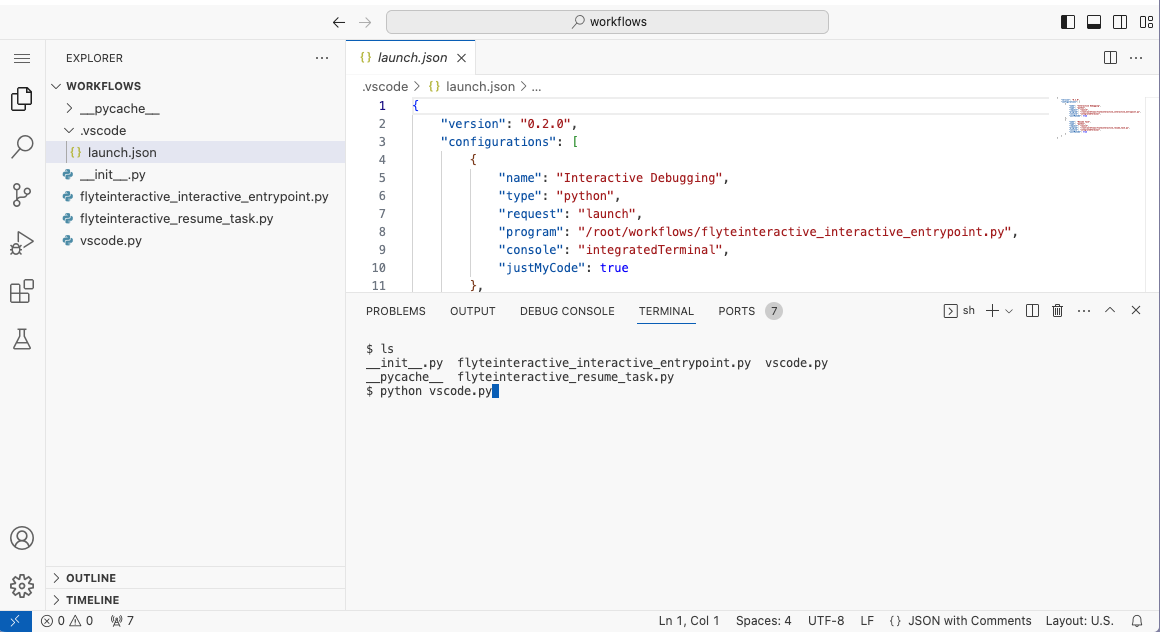 workflows
EXPLORER
WORKFLOWS
__pycache__
.vscode
{} launch.json
__init__.py
flyteinteractive_interactive_entrypoint.py
flyteinteractive_resume_task.py
vscode.py
OUTLINE
TIMELINE
{} launch.json
.vscode > {} launch.json > ...
1 {
2 "version": "0.2.0",
3 "configurations": [
4 {
5 "name": "Interactive Debugging",
6 "type": "python",
7 "request": "launch",
8 "program": "/root/workflows/flyteinteractive_interactive_entrypoint.py",
9 "console": "integratedTerminal",
10 "justMyCode": true
11 },
PROBLEMS OUTPUT DEBUG CONSOLE TERMINAL PORTS 7 sh
$ ls
__init__.py flyteinteractive_interactive_entrypoint.py vscode.py
__pycache__ flyteinteractive_resume_task.py
$ python vscode.py
0 0 7 Ln 1, Col 1 Spaces: 4 UTF-8 LF {} JSON with Comments Layout: U.S.